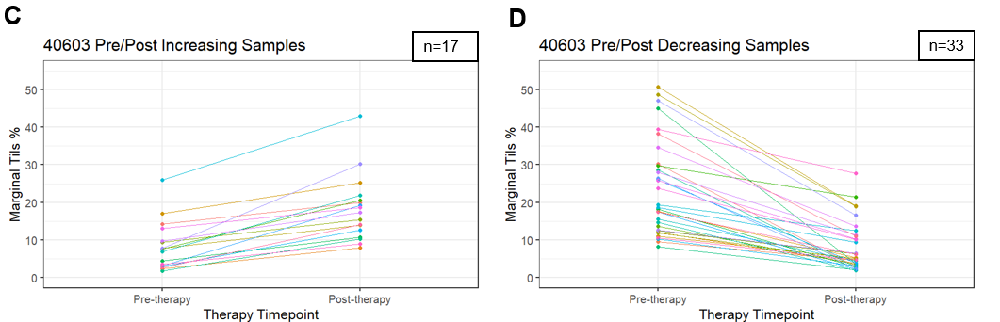 C
40603 Pre/Post Increasing Samples
n=17
Marginal Tils %
50
40
30
20
10
0
Pre-therapy Post-therapy
Therapy Timepoint
D
40603 Pre/Post Decreasing Samples
n=33
Marginal Tils %
50
40
30
20
10
0
Pre-therapy Post-therapy
Therapy Timepoint